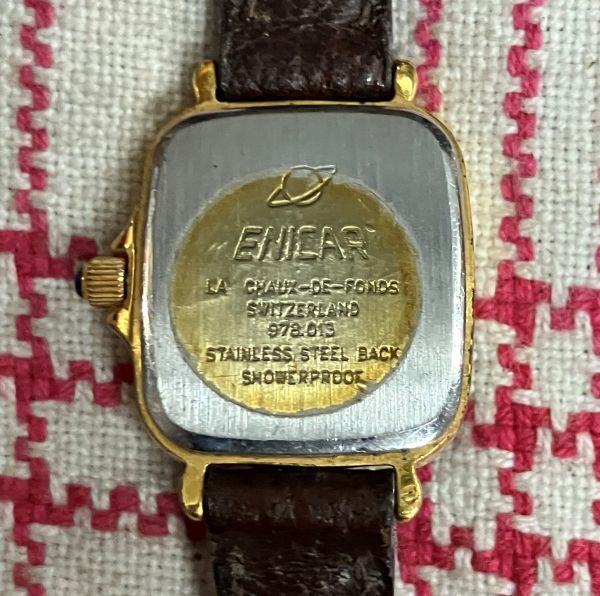 ENICAR
LA CHAUX-DE-FONDS
SWITZERLAND
978.013
STAINLESS STEEL BACK
SHOWERPROOF